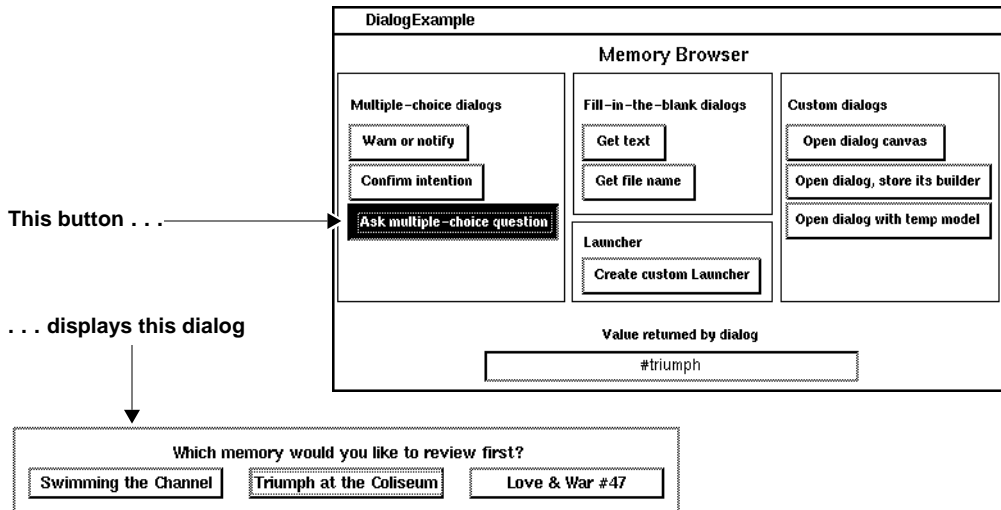 DialogExample
Memory Browser
Multiple-choice dialogs
Warn or notify
Confirm intention
Ask multiple-choice question
Fill-in-the-blank dialogs
Get text
Get file name
Launcher
Create custom Launcher
Custom dialogs
Open dialog canvas
Open dialog, store its builder
Open dialog with temp model
Value returned by dialog
#triumph
This button . . .
. . . displays this dialog
Which memory would you like to review first?
Swimming the Channel
Triumph at the Coliseum
Love & War #47